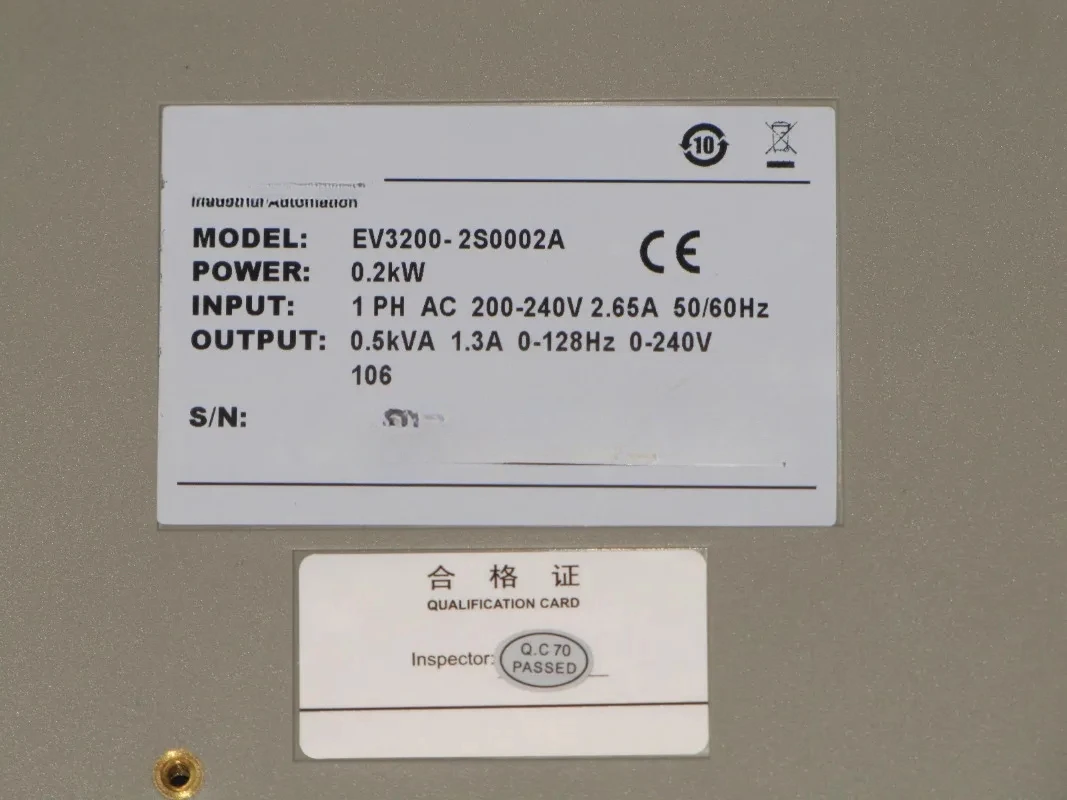 10
Industrial Automation
MODEL: EV3200-2S0002A
CE
POWER: 0.2kW
INPUT: 1 PH AC 200-240V 2.65A 50/60Hz
OUTPUT: 0.5kVA 1.3A 0-128Hz 0-240V
106
S/N:
合格证
QUALIFICATION CARD
Inspector:
Q.C 70
PASSED